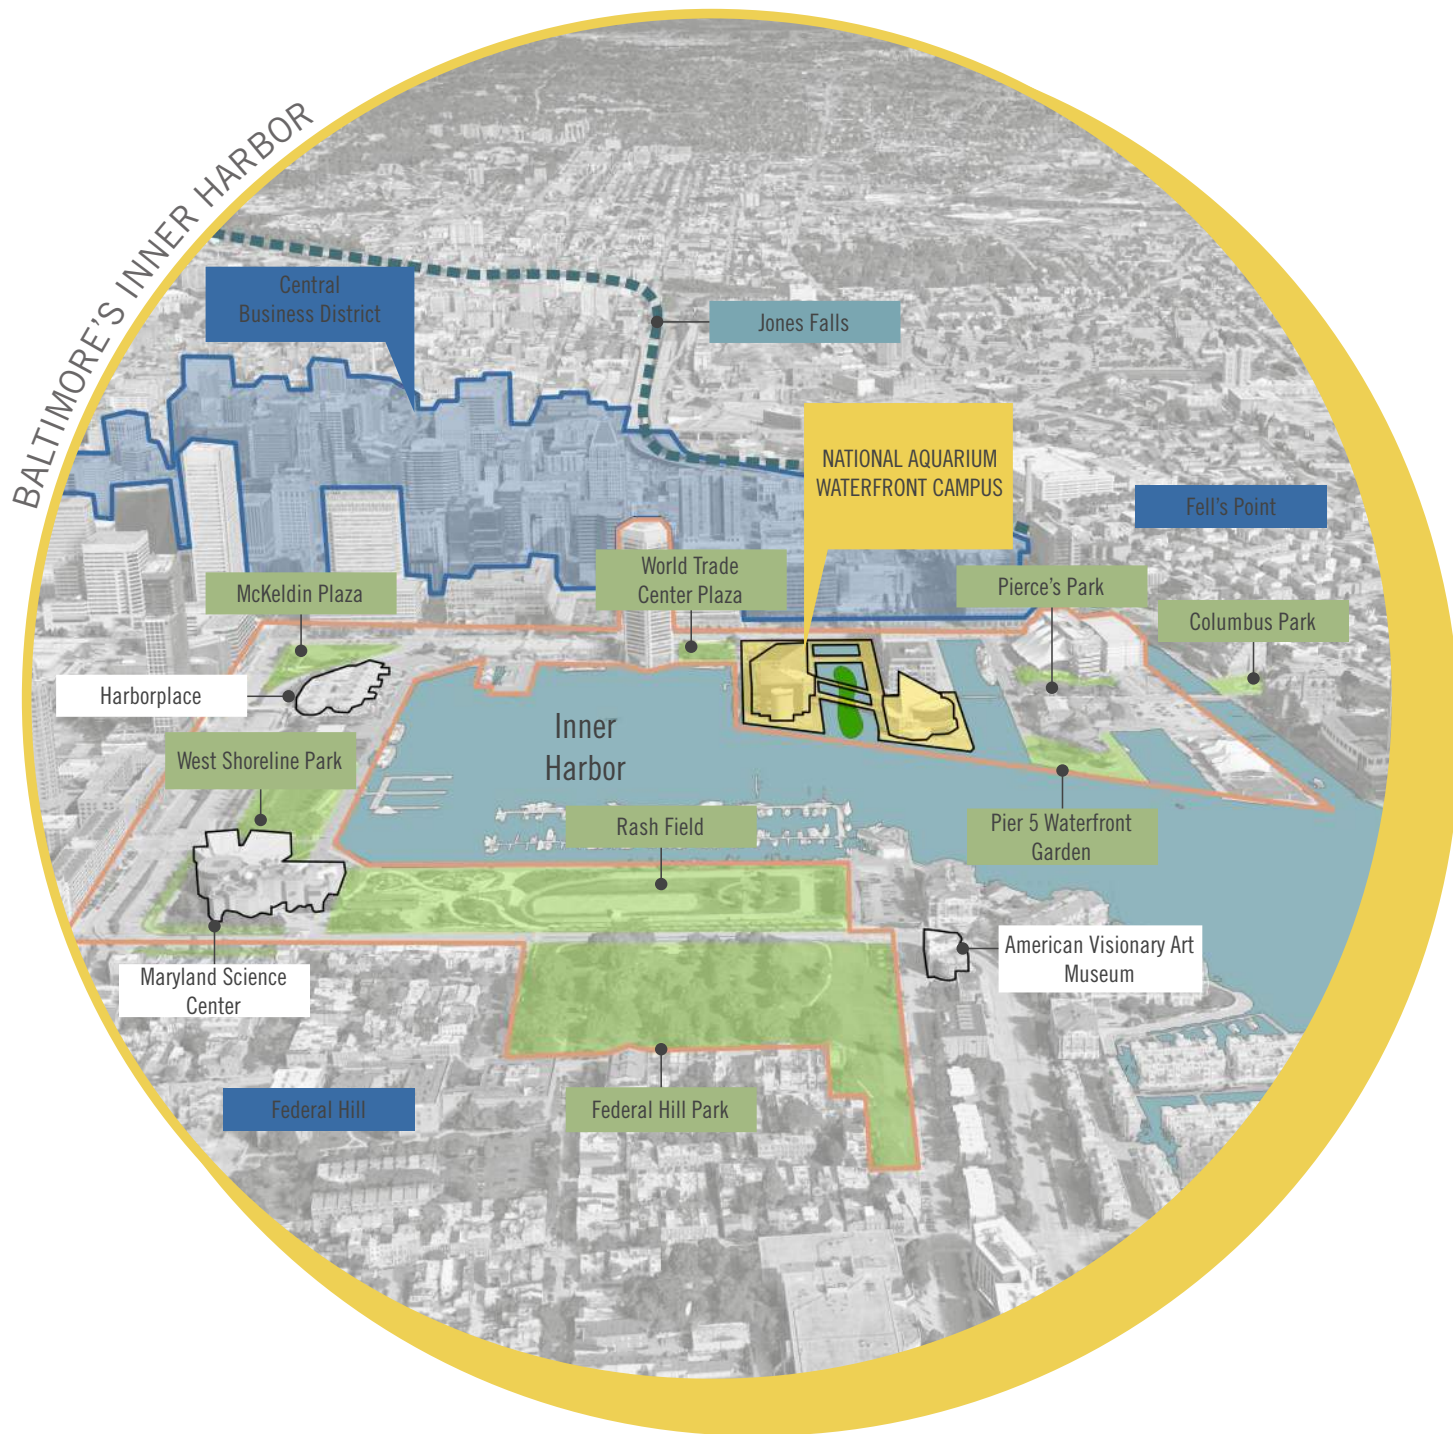 BALTIMORE'S INNER HARBOR
Central
Business District
Jones Falls
NATIONAL AQUARIUM
WATERFRONT CAMPUS
Fell's Point
McKeldin Plaza
World Trade
Center Plaza
Pierce's Park
Columbus Park
Harborplace
West Shoreline Park
Inner
Harbor
Rash Field
Pier 5 Waterfront
Garden
Maryland Science
Center
American Visionary Art
Museum
Federal Hill
Federal Hill Park